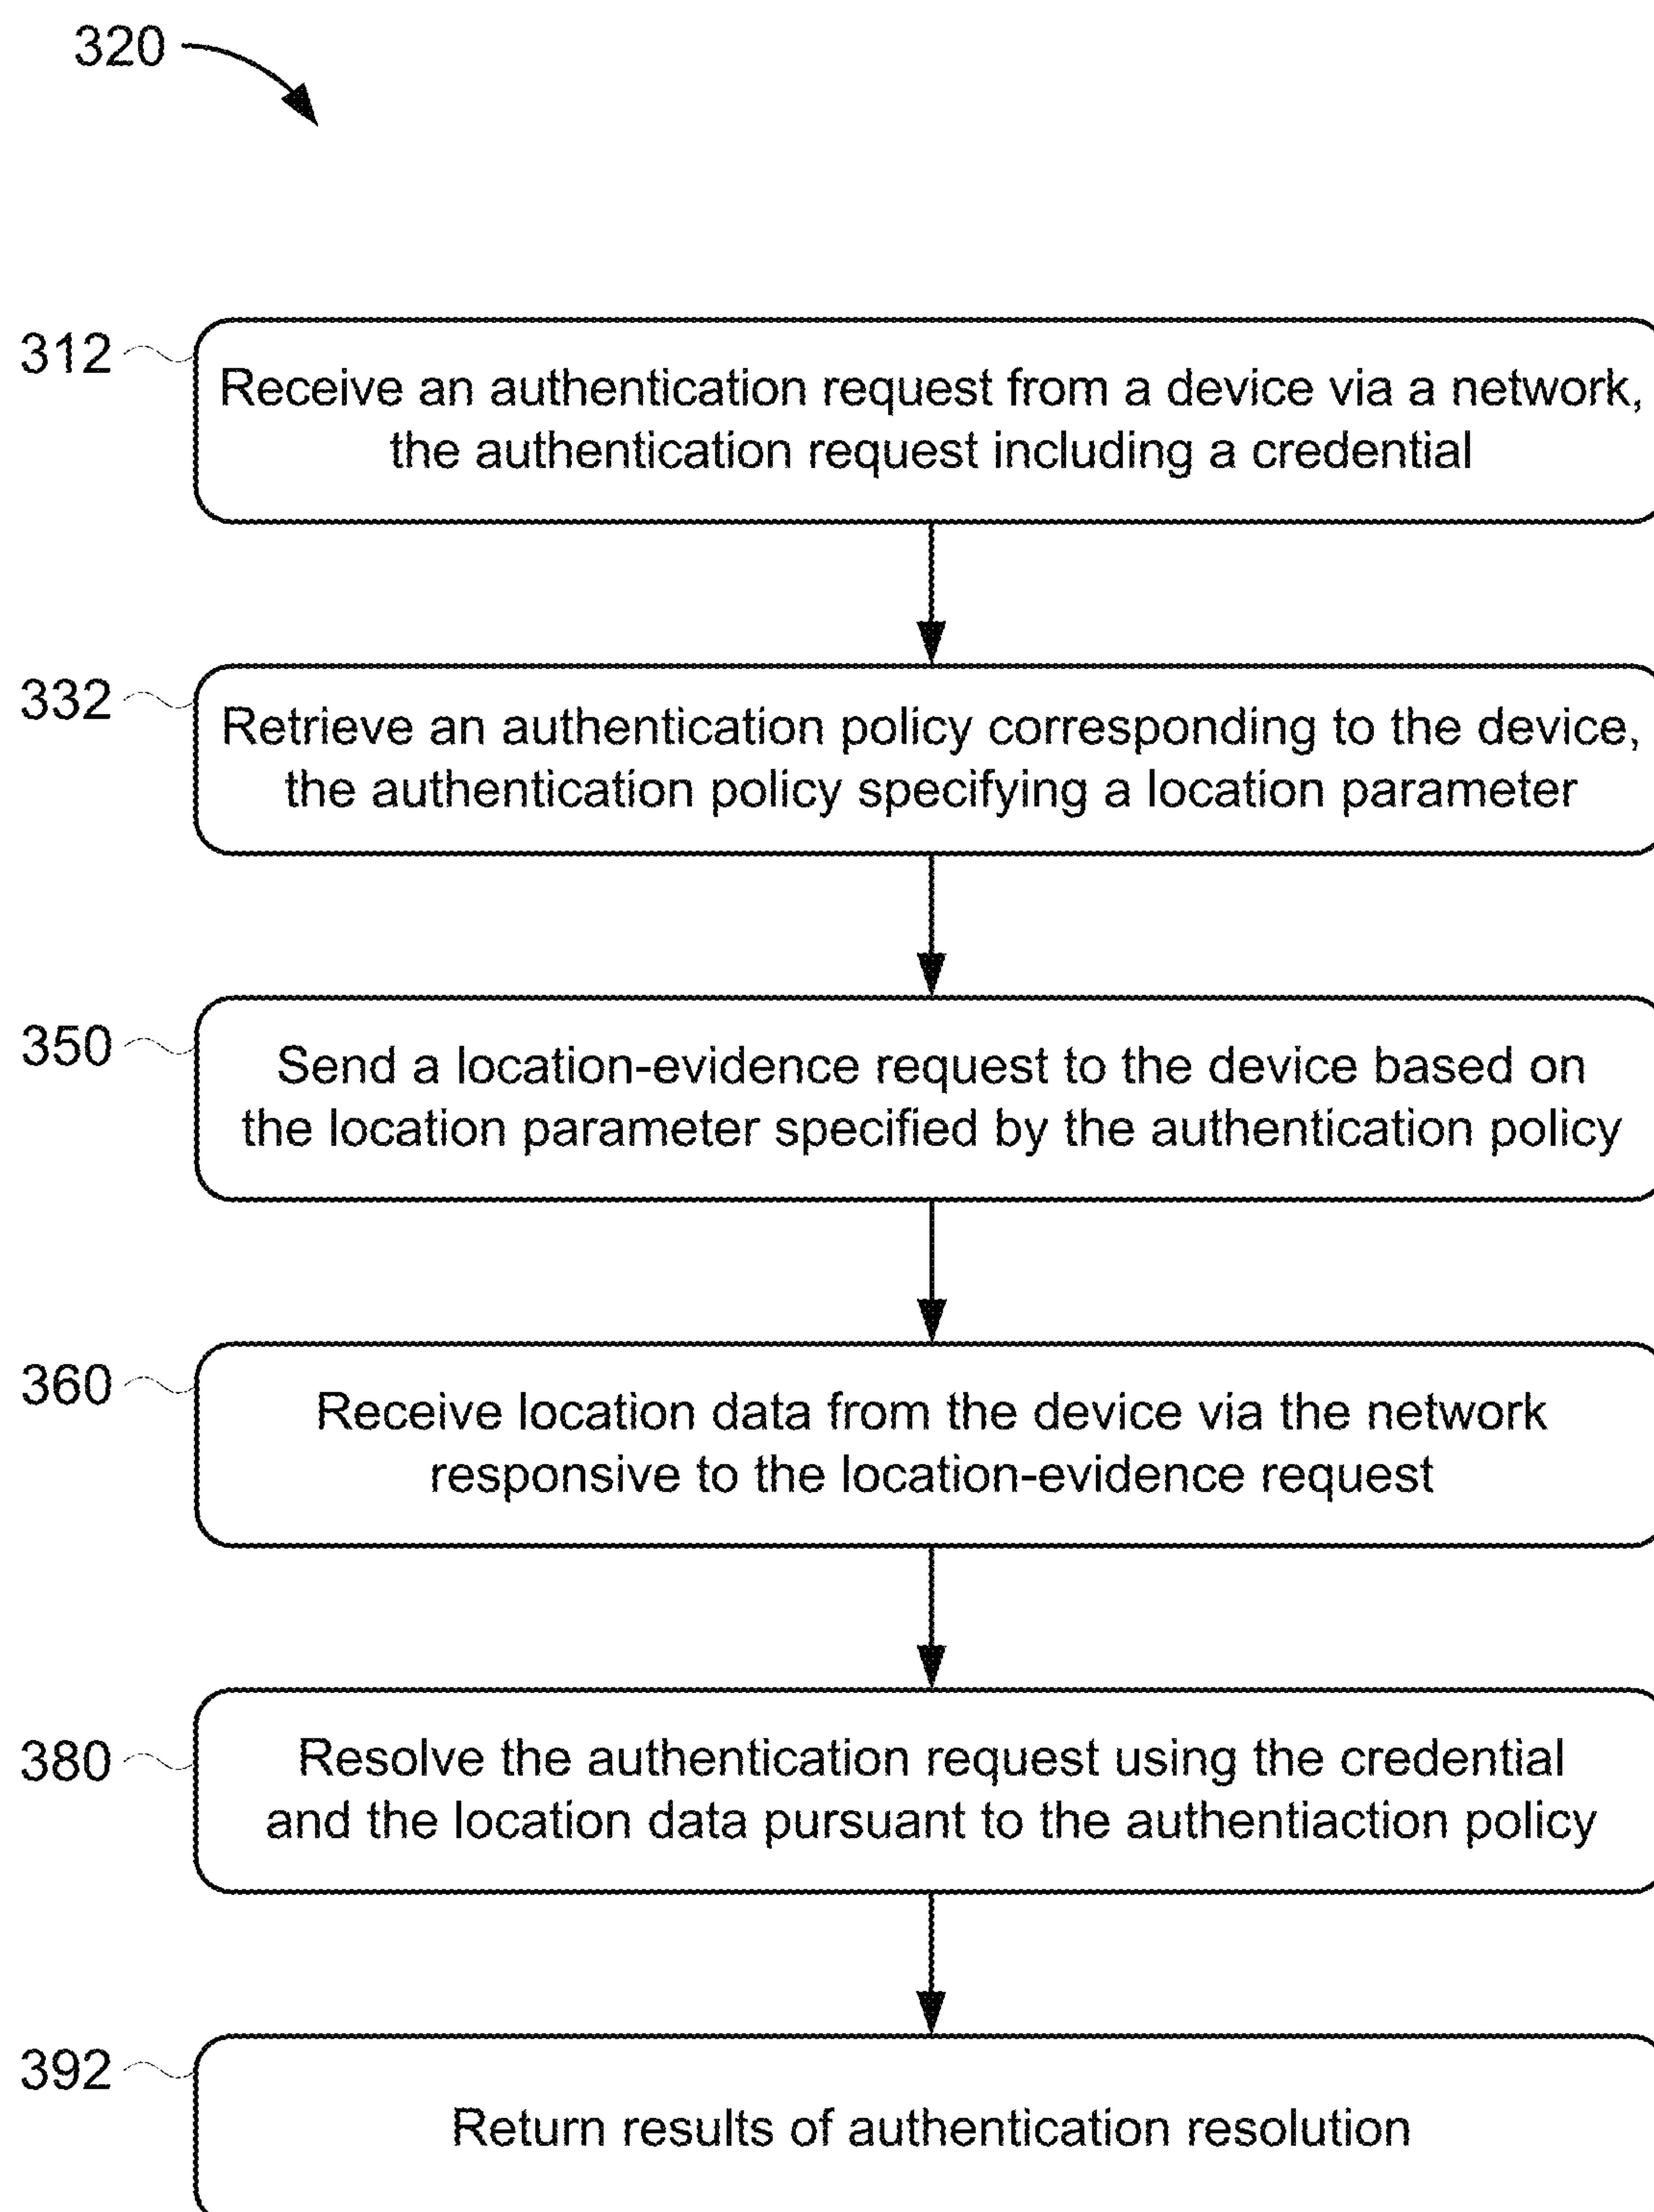 320
312
Receive an authentication request from a device via a network,
the authentication request including a credential
332
Retrieve an authentication policy corresponding to the device,
the authentication policy specifying a location parameter
350
Send a location-evidence request to the device based on
the location parameter specified by the authentication policy
360
Receive location data from the device via the network
responsive to the location-evidence request
380
Resolve the authentication request using the credential
and the location data pursuant to the authentiaction policy
392
Return results of authentication resolution